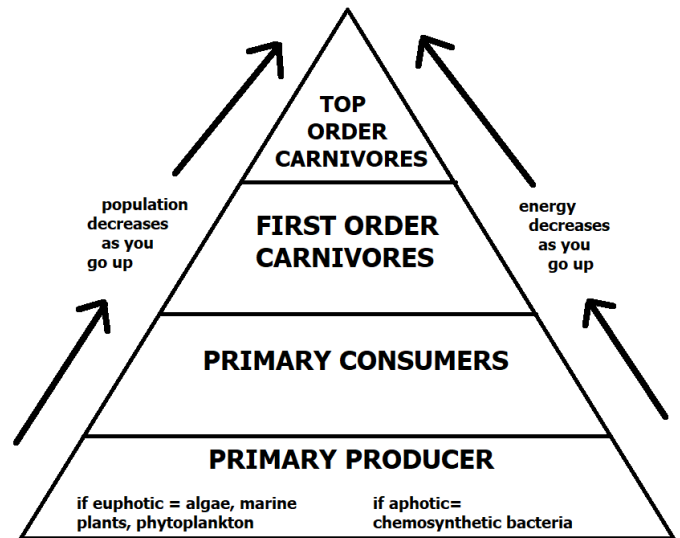 TOP
ORDER
CARNIVORES
population
decreases
as you
go up
energy
decreases
as you
go up
FIRST ORDER
CARNIVORES
PRIMARY CONSUMERS
PRIMARY PRODUCER
if euphotic = algae, marine
plants, phytoplankton
if aphotic=
chemosynthetic bacteria